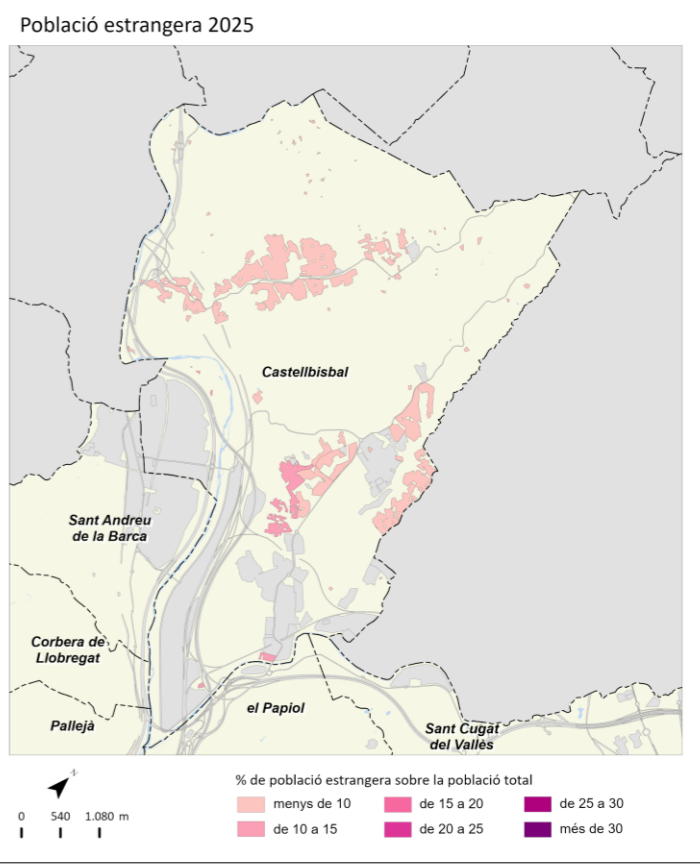 Població estrangera 2025
Castellbisbal
Sant Andreu
de la Barca
Corbera de
Llobregat
Pallejà
el Papiol
Sant Cugat
del Vallès
N
0 540 1.080 m
% de població estrangera sobre la població total
menys de 10
de 15 a 20
de 25 a 30
de 10 a 15
de 20 a 25
més de 30